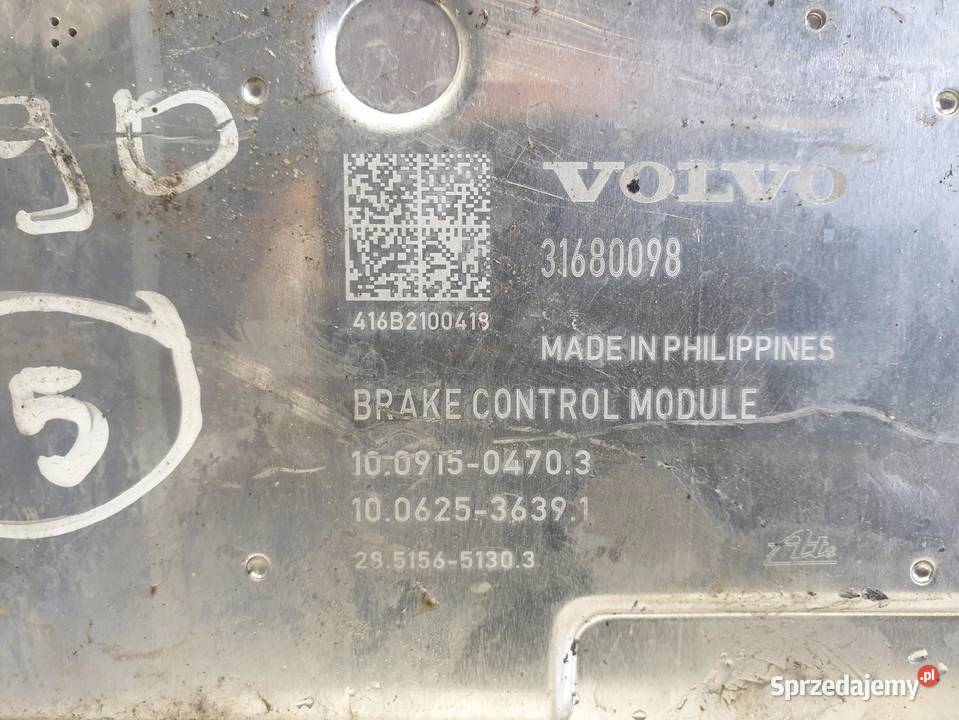 VOLVO
31680098
416B2100418
MADE IN PHILIPPINES
BRAKE CONTROL MODULE
10.0915-0470.3
10.0625-3639.1
28.5156-5130.3
Ate
5
Sprzedajemy.pl